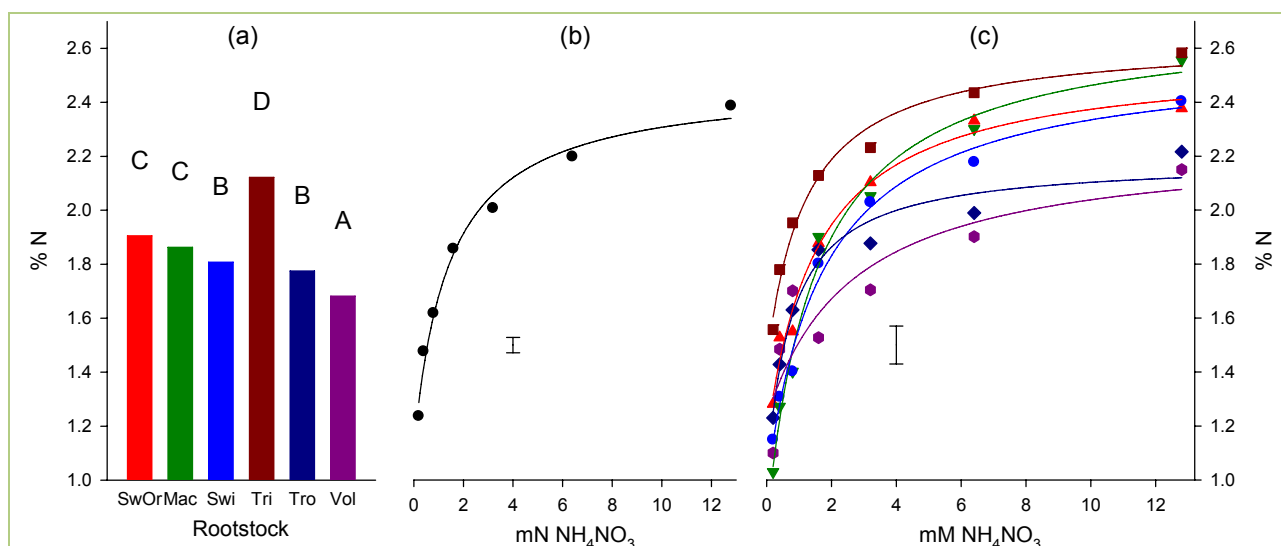 (a)
(b)
(c)
2.6
2.4
2.2
2.0
1.8
1.6
1.4
1.2
1.0
% N
C
C
B
D
B
A
SwOr Mac Swi Tri Tro Vol
Rootstock
0 2 4 6 8 10 12
mN NH₄NO₃
0 2 4 6 8 10 12
mM NH₄NO₃
2.6
2.4
2.2
2.0
1.8
1.6
1.4
1.2
1.0
% N